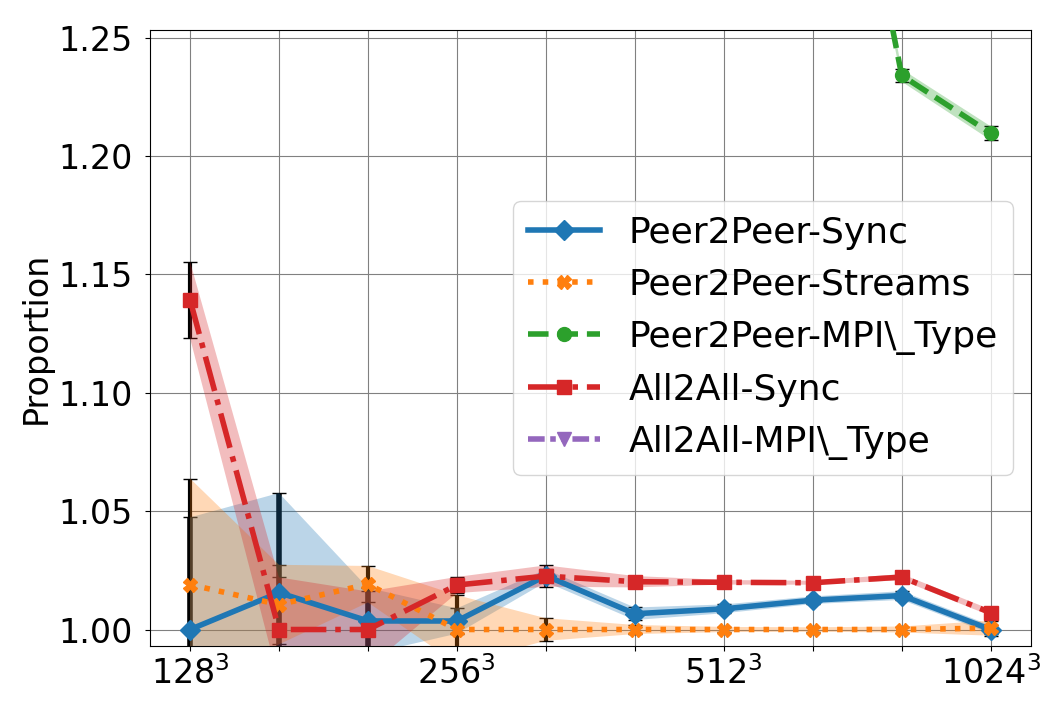 1.25
1.20
1.15
1.10
1.05
1.00
Proportion
Peer2Peer-Sync
Peer2Peer-Streams
Peer2Peer-MPI\_Type
All2All-Sync
All2All-MPI\_Type
128³ 256³ 512³ 1024³